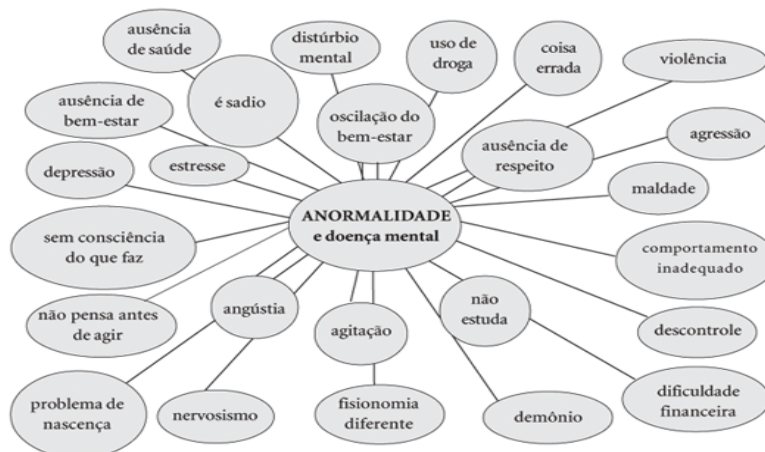 ausência
de saúde
distúrbio
mental
uso de
droga
coisa
errada
violência
ausência de
bem-estar
é sadio
oscilação do
bem-estar
ausência de
respeito
agressão
depressão
estresse
maldade
ANORMALIDADE
e doença mental
sem consciência
do que faz
comportamento
inadequado
não pensa antes
de agir
angústia
agitação
não
estuda
descontrole
problema de
nascença
nervosismo
fisionomia
diferente
demônio
dificuldade
financeira